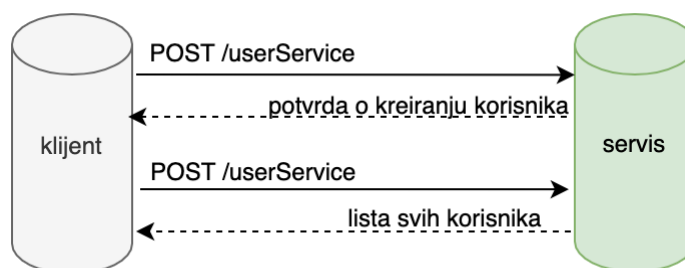 POST /userService
potvrda o kreiranju korisnika
klijent
servis
POST /userService
lista svih korisnika